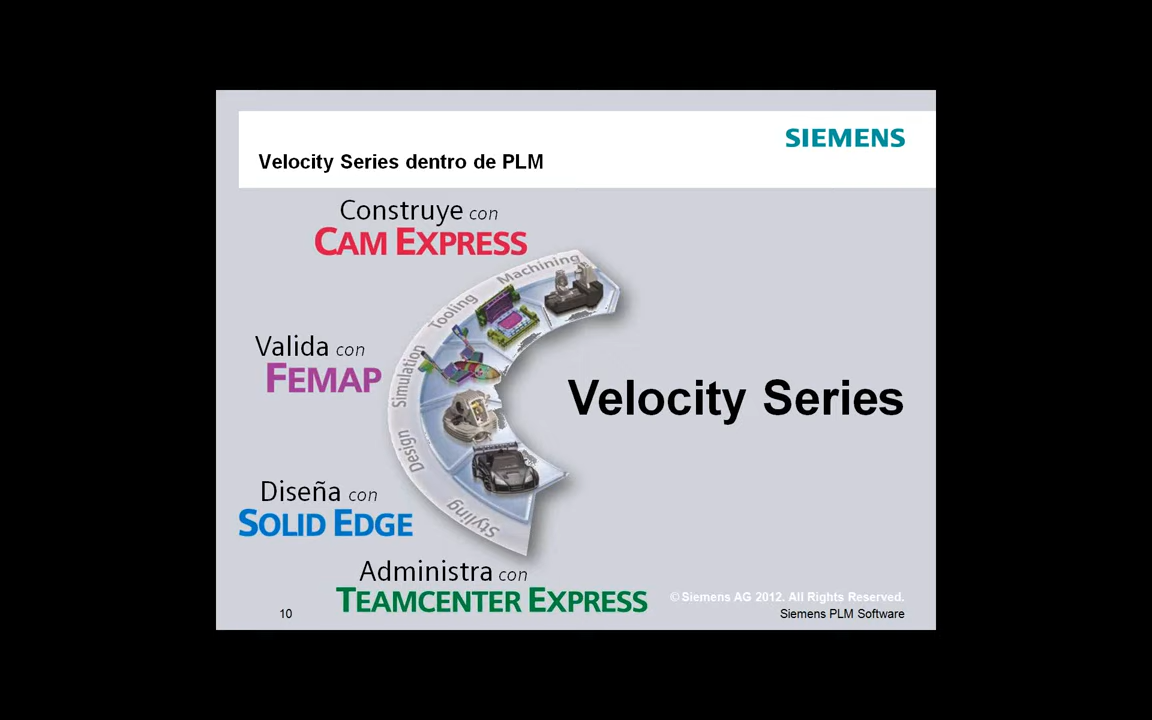 SIEMENS
Velocity Series dentro de PLM
Construye con
CAM EXPRESS
Machining
Tooling
Valida con
FEMAP
Simulation
Velocity Series
Design
Diseña con
SOLID EDGE
Styling
Administra con
TEAMCENTER EXPRESS
© Siemens AG 2012. All Rights Reserved.
10
Siemens PLM Software